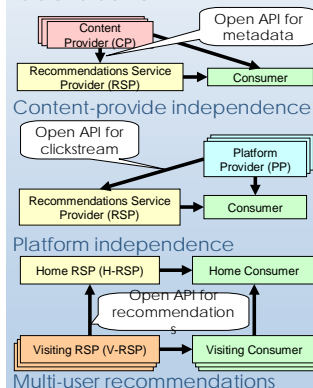 Open API for
metadata
Content
Provider (CP)
Recommendations Service
Provider (RSP)
Consumer
Content-provide independence
Open API for
clickstream
Platform
Provider (PP)
Recommendations Service
Provider (RSP)
Consumer
Platform independence
Home RSP (H-RSP)
Home Consumer
Open API for
recommendation
s
Visiting RSP (V-RSP)
Visiting Consumer
Multi-user recommendations